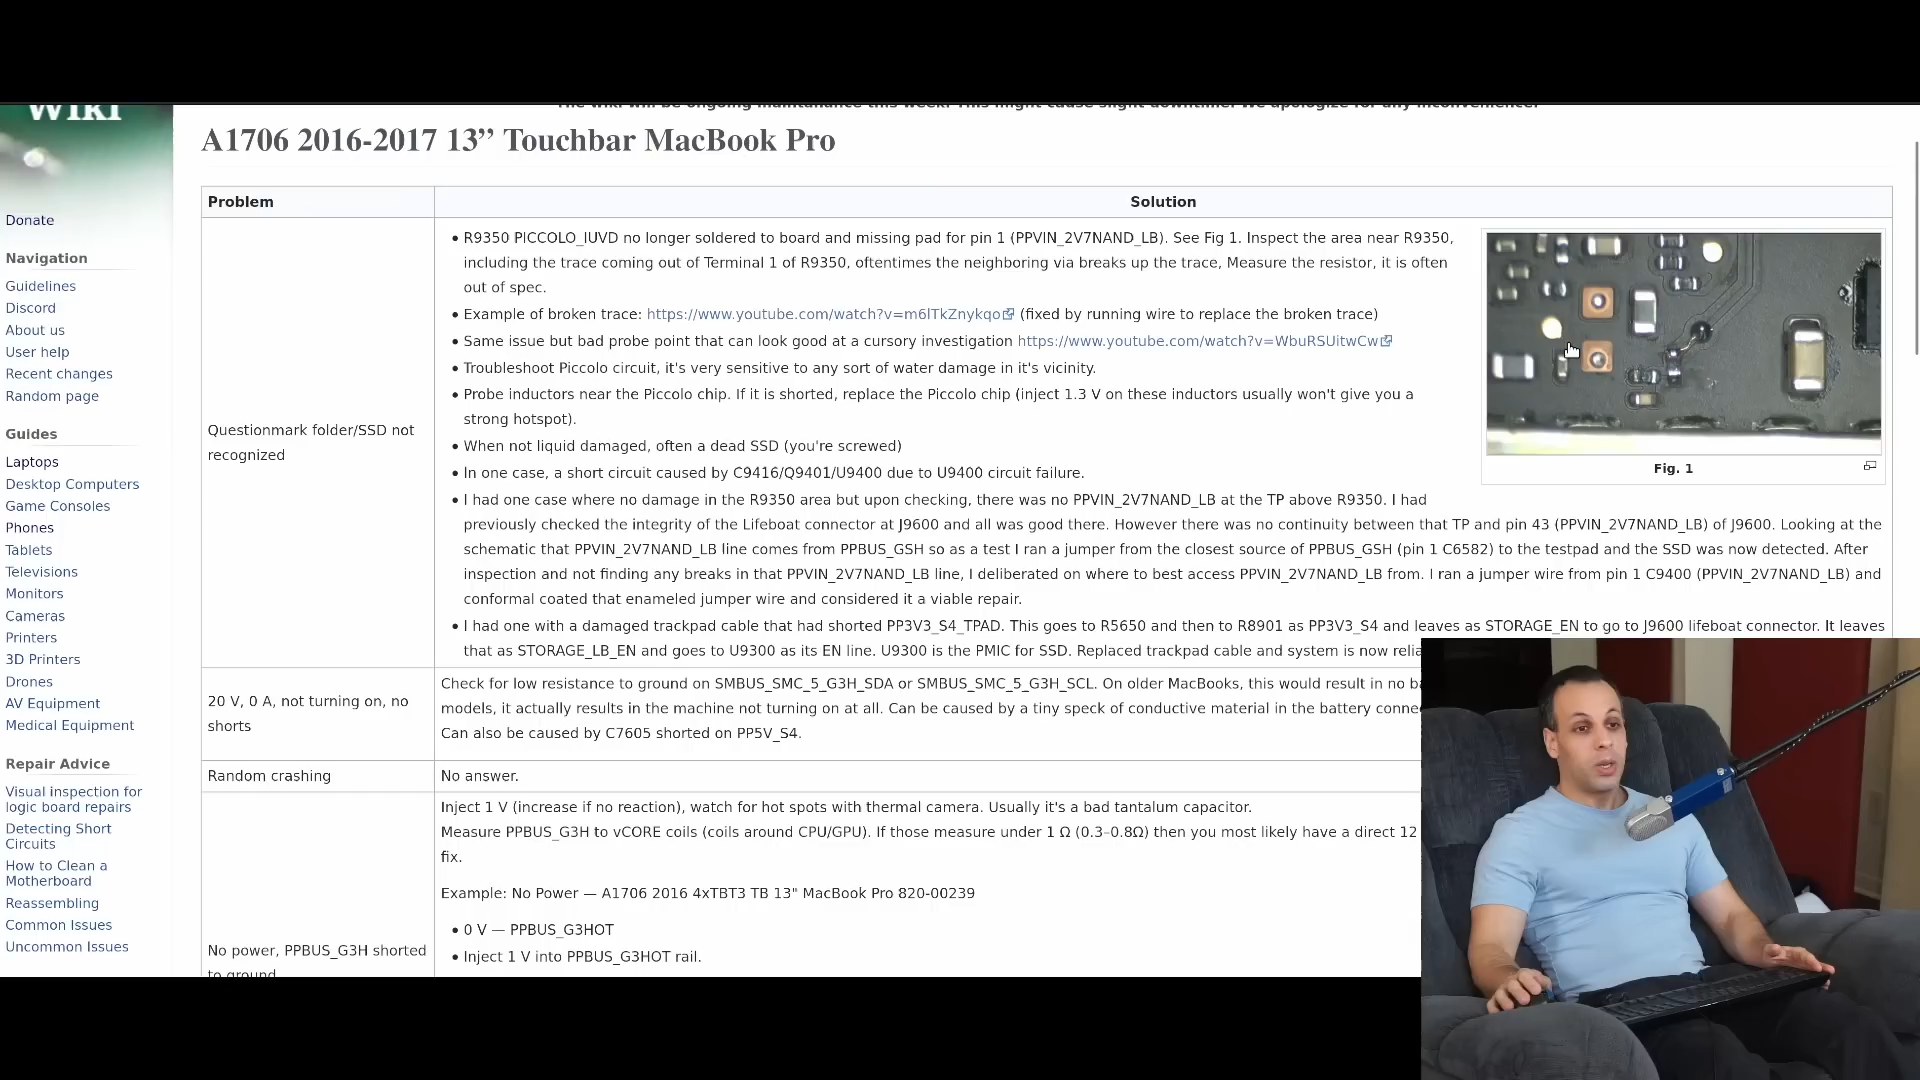 Wiki
The wiki will be ongoing maintanance this week. This might cause slight downtime. We apologize for any inconvenience.
A1706 2016-2017 13” Touchbar MacBook Pro
Donate
Navigation
Guidelines
Discord
About us
User help
Recent changes
Random page
Guides
Laptops
Desktop Computers
Game Consoles
Phones
Tablets
Televisions
Monitors
Cameras
Printers
3D Printers
Drones
AV Equipment
Medical Equipment
Repair Advice
Visual inspection for
logic board repairs
Detecting Short
Circuits
How to Clean a
Motherboard
Reassembling
Common Issues
Uncommon Issues
Problem
Solution
Questionmark folder/SSD not
recognized
• R9350 PICCOLO_IUVD no longer soldered to board and missing pad for pin 1 (PPVIN_2V7NAND_LB). See Fig 1. Inspect the area near R9350,
including the trace coming out of Terminal 1 of R9350, oftentimes the neighboring via breaks up the trace, Measure the resistor, it is often
out of spec.
• Example of broken trace: https://www.youtube.com/watch?v=m6lTkZnykqo (fixed by running wire to replace the broken trace)
• Same issue but bad probe point that can look good at a cursory investigation https://www.youtube.com/watch?v=WbuRSUitwCw
• Troubleshoot Piccolo circuit, it's very sensitive to any sort of water damage in it's vicinity.
• Probe inductors near the Piccolo chip. If it is shorted, replace the Piccolo chip (inject 1.3 V on these inductors usually won't give you a
strong hotspot).
• When not liquid damaged, often a dead SSD (you're screwed)
• In one case, a short circuit caused by C9416/Q9401/U9400 due to U9400 circuit failure.
• I had one case where no damage in the R9350 area but upon checking, there was no PPVIN_2V7NAND_LB at the TP above R9350. I had
previously checked the integrity of the Lifeboat connector at J9600 and all was good there. However there was no continuity between that TP and pin 43 (PPVIN_2V7NAND_LB) of J9600. Looking at the
schematic that PPVIN_2V7NAND_LB line comes from PPBUS_GSH so as a test I ran a jumper from the closest source of PPBUS_GSH (pin 1 C6582) to the testpad and the SSD was now detected. After
inspection and not finding any breaks in that PPVIN_2V7NAND_LB line, I deliberated on where to best access PPVIN_2V7NAND_LB from. I ran a jumper wire from pin 1 C9400 (PPVIN_2V7NAND_LB) and
conformal coated that enameled jumper wire and considered it a viable repair.
• I had one with a damaged trackpad cable that had shorted PP3V3_S4_TPAD. This goes to R5650 and then to R8901 as PP3V3_S4 and leaves as STORAGE_EN to go to J9600 lifeboat connector. It leaves
that as STORAGE_LB_EN and goes to U9300 as its EN line. U9300 is the PMIC for SSD. Replaced trackpad cable and system is now relia
Fig. 1
20 V, 0 A, not turning on, no
shorts
Check for low resistance to ground on SMBUS_SMC_5_G3H_SDA or SMBUS_SMC_5_G3H_SCL. On older MacBooks, this would result in no ba
models, it actually results in the machine not turning on at all. Can be caused by a tiny speck of conductive material in the battery conne
Can also be caused by C7605 shorted on PP5V_S4.
Random crashing
No answer.
No power, PPBUS_G3H shorted
to ground
Inject 1 V (increase if no reaction), watch for hot spots with thermal camera. Usually it's a bad tantalum capacitor.
Measure PPBUS_G3H to vCORE coils (coils around CPU/GPU). If those measure under 1 Ω (0.3–0.8Ω) then you most likely have a direct 12
fix.
Example: No Power — A1706 2016 4xTBT3 TB 13" MacBook Pro 820-00239
• 0 V — PPBUS_G3HOT
• Inject 1 V into PPBUS_G3HOT rail.